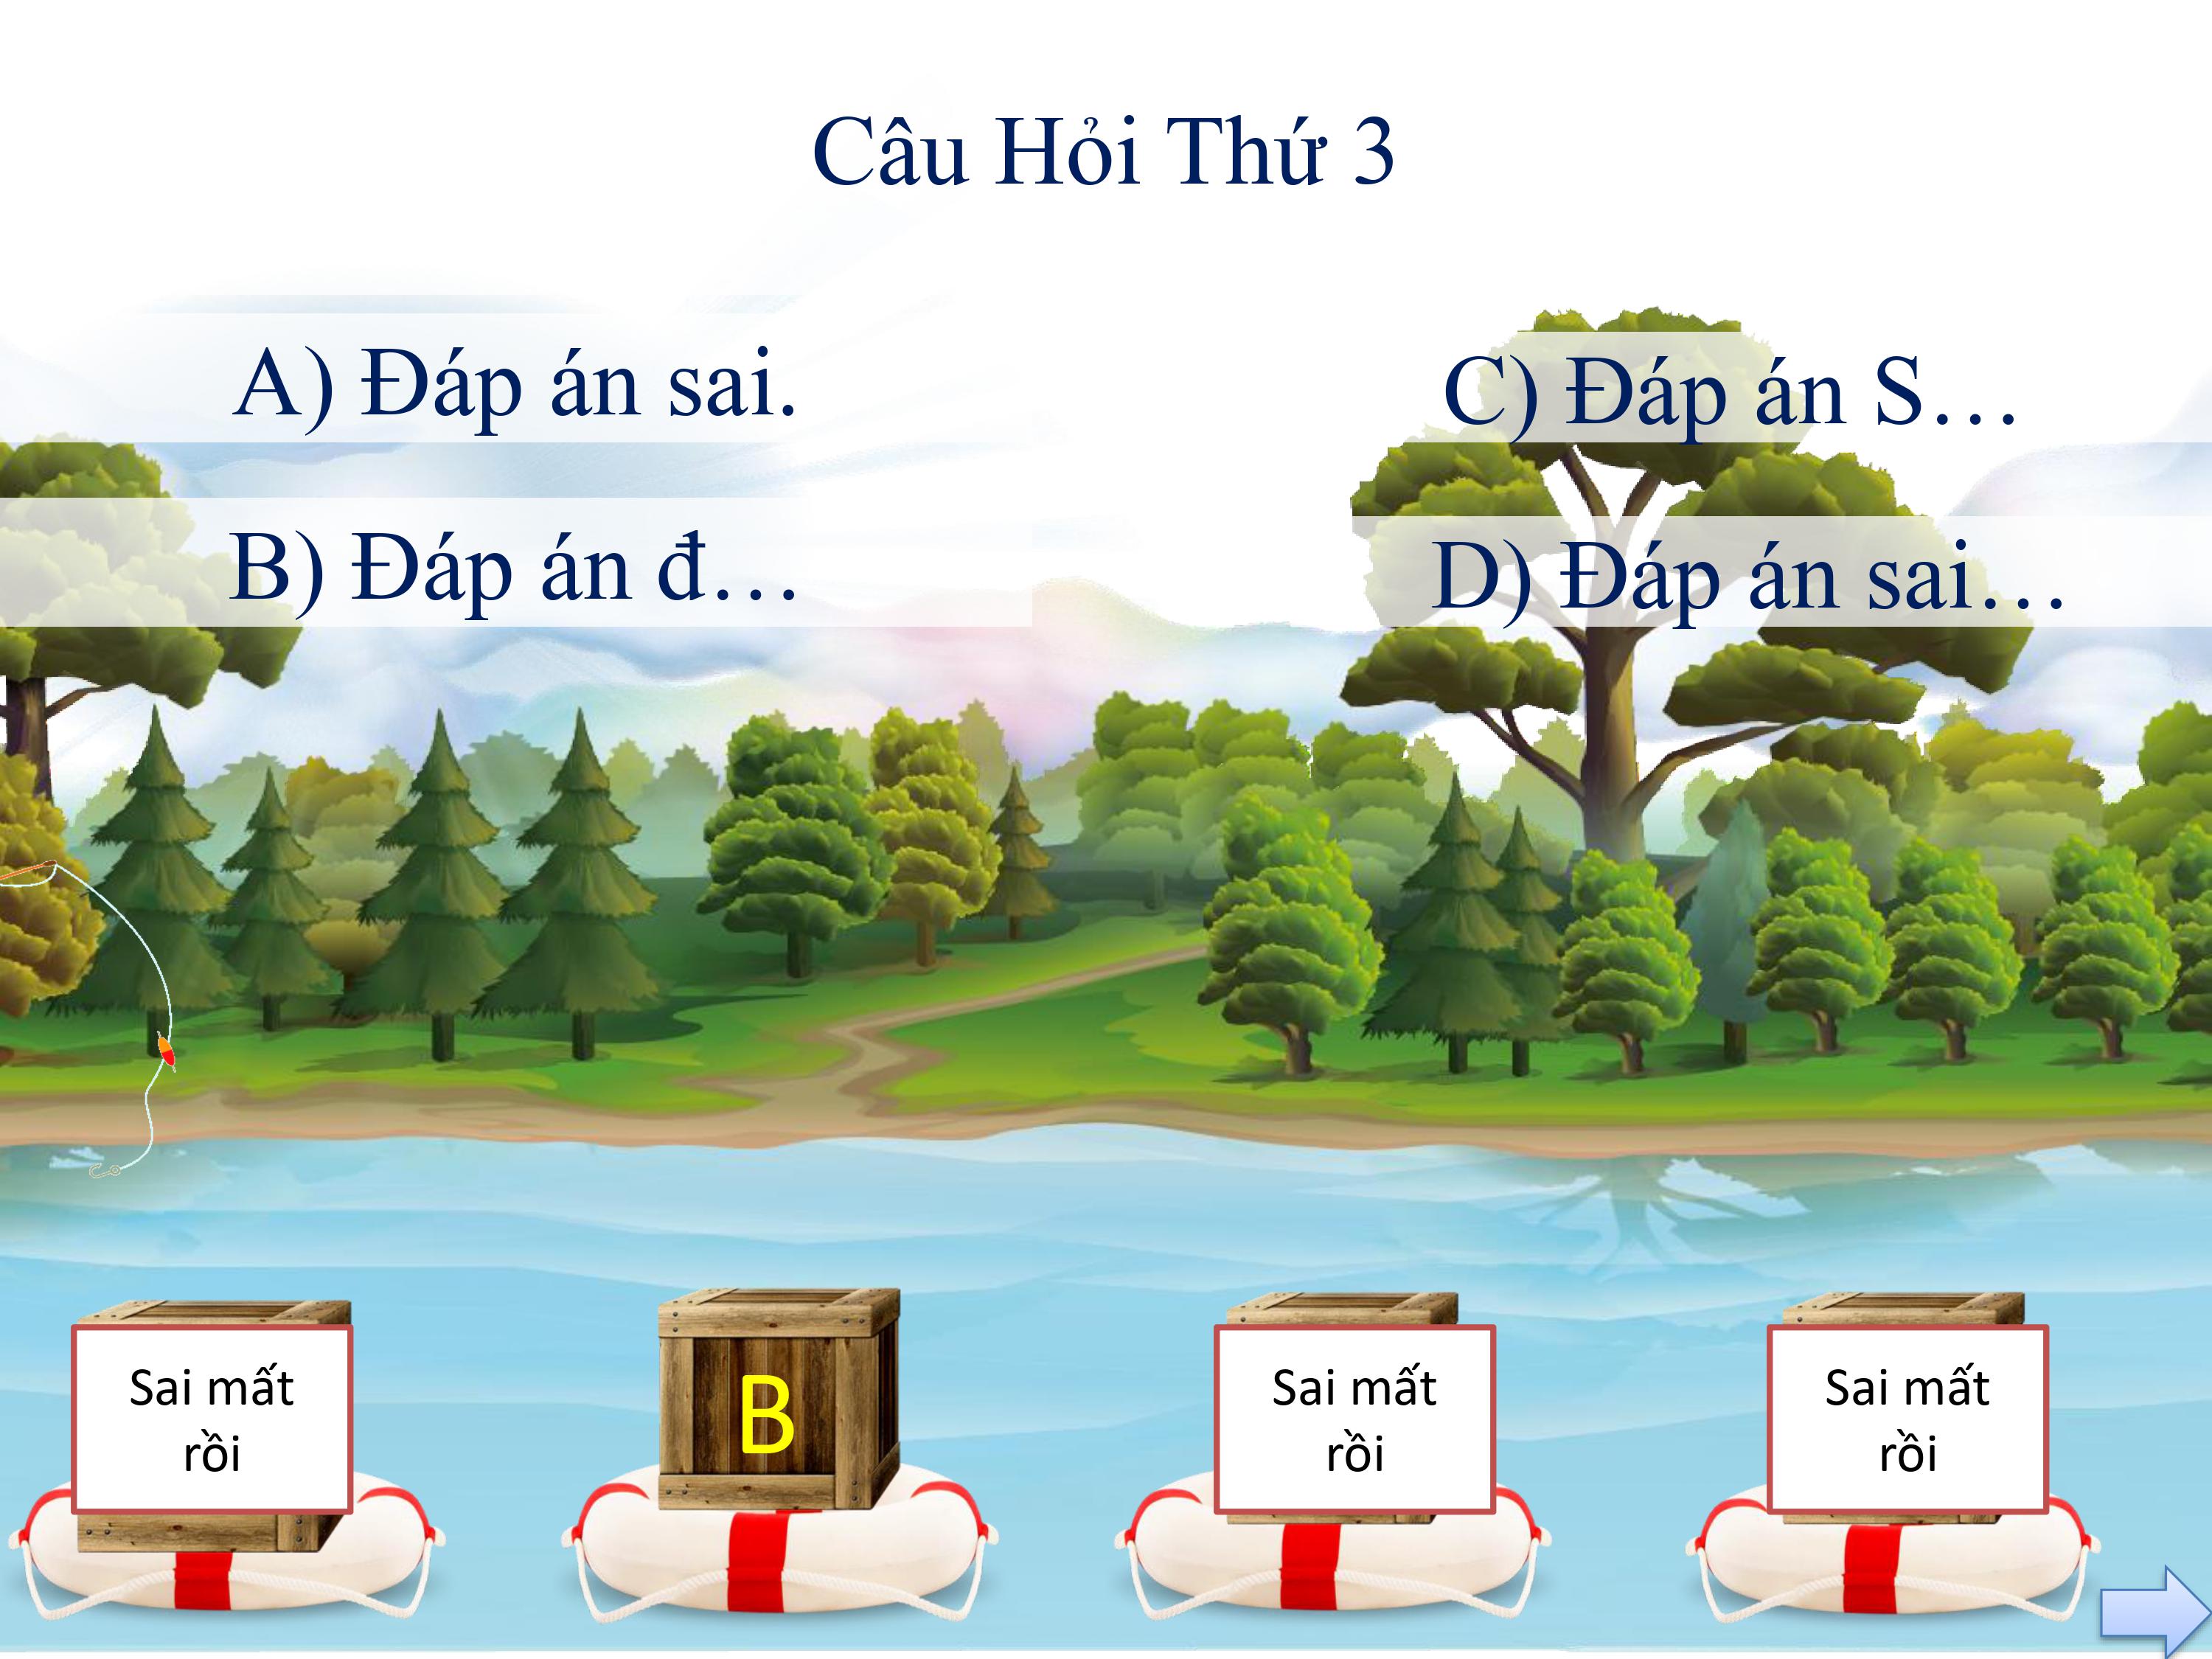 Câu Hỏi Thứ 3
A) Đáp án sai.
B) Đáp án đ…
C) Đáp án S…
D) Đáp án sai…
Sai mất
rồi
B
Sai mất
rồi
Sai mất
rồi